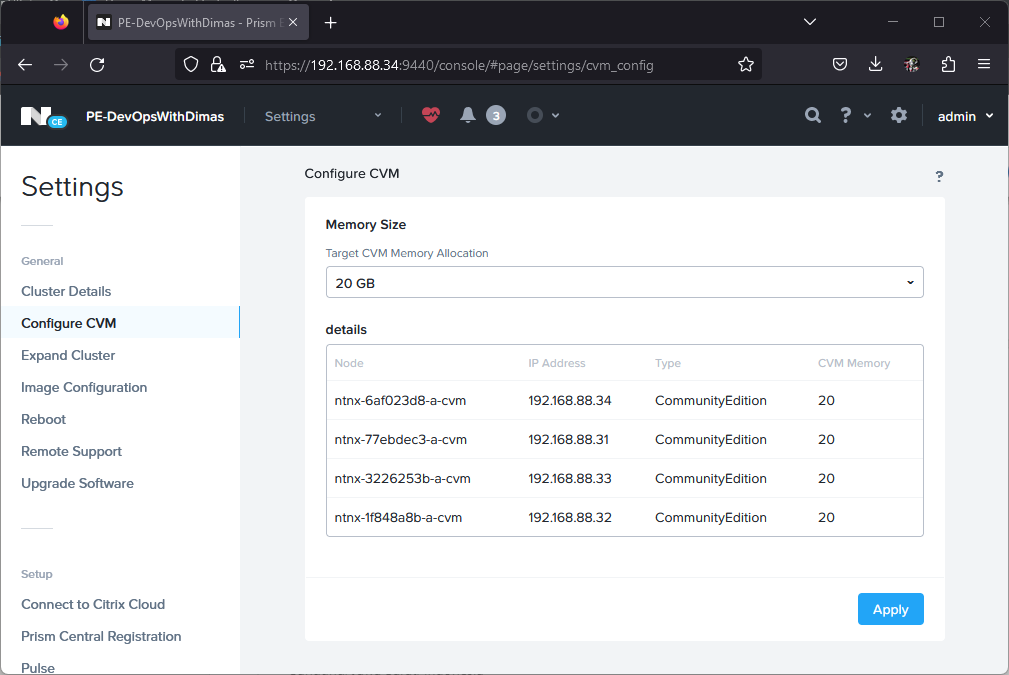 PE-DevOpsWithDimas - Prism E
https://192.168.88.34:9440/console/#page/settings/cvm_config
N CE PE-DevOpsWithDimas Settings 3 ? admin
Settings
General
Cluster Details
Configure CVM
Expand Cluster
Image Configuration
Reboot
Remote Support
Upgrade Software
Setup
Connect to Citrix Cloud
Prism Central Registration
Pulse
Configure CVM ?
Memory Size
Target CVM Memory Allocation
20 GB
details
Node IP Address Type CVM Memory
ntnx-6af023d8-a-cvm 192.168.88.34 CommunityEdition 20
ntnx-77ebdec3-a-cvm 192.168.88.31 CommunityEdition 20
ntnx-3226253b-a-cvm 192.168.88.33 CommunityEdition 20
ntnx-1f848a8b-a-cvm 192.168.88.32 CommunityEdition 20
Apply